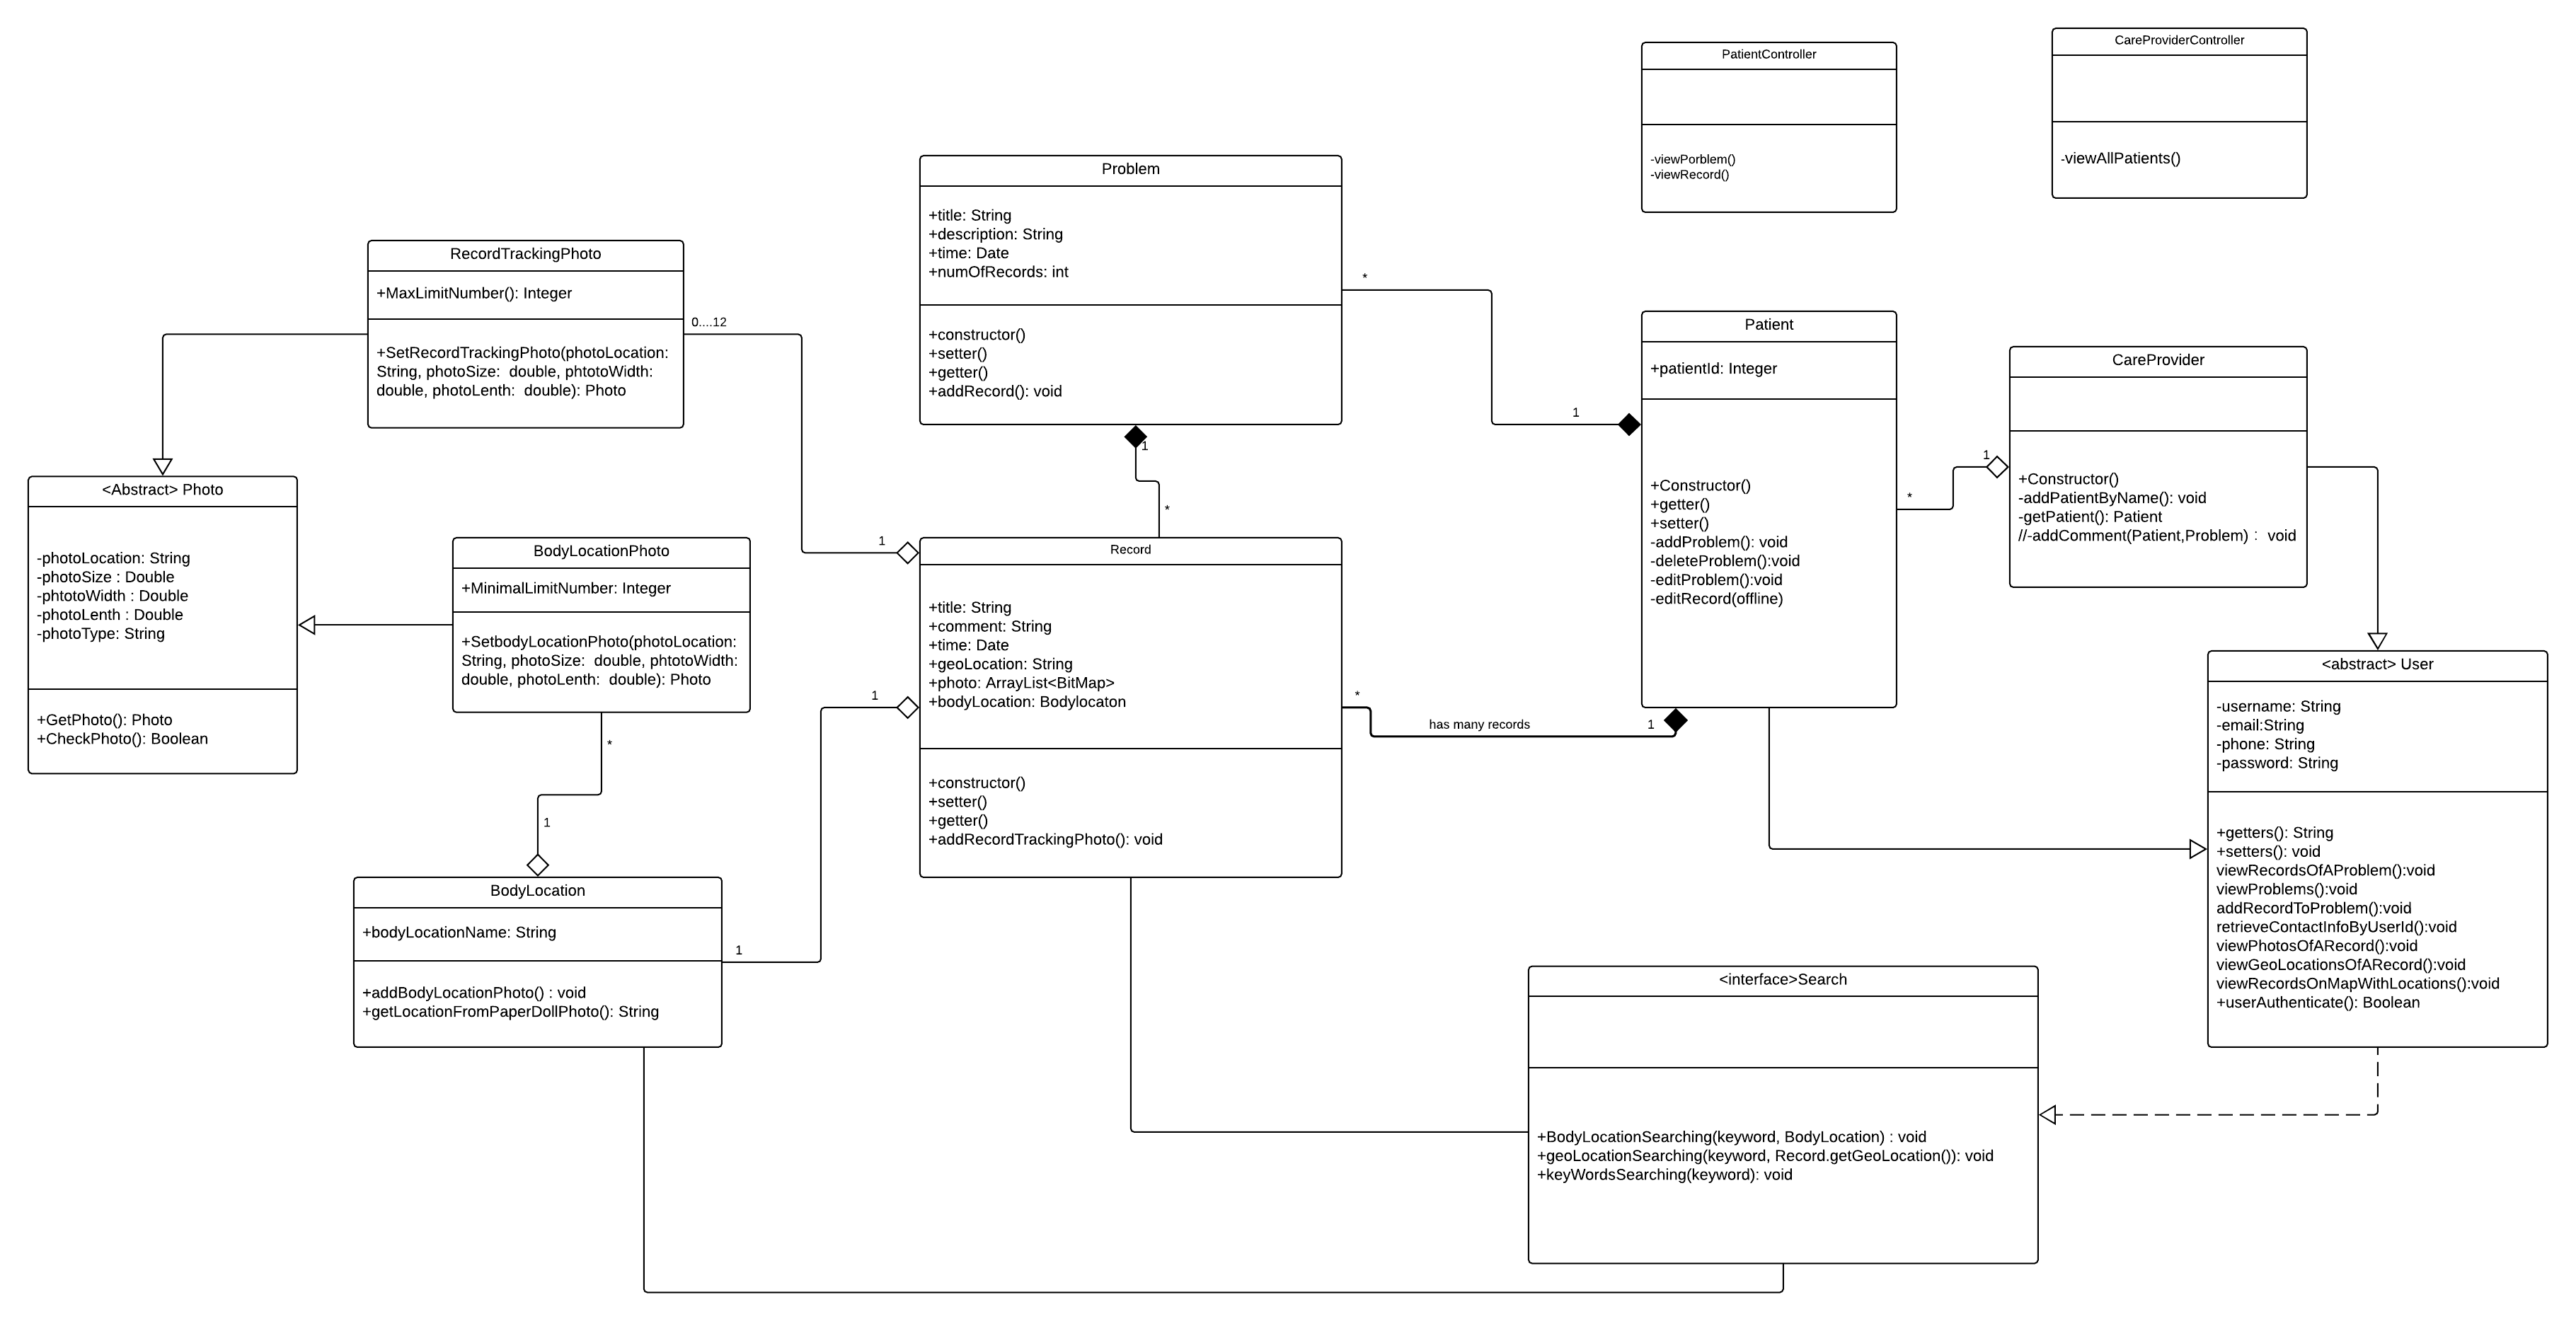 PatientController
-viewPorblem()
-viewRecord()
CareProviderController
-viewAllPatients()
Problem
+title: String
+description: String
+time: Date
+numOfRecords: int
+constructor()
+setter()
+getter()
+addRecord(): void
RecordTrackingPhoto
+MaxLimitNumber(): Integer
+SetRecordTrackingPhoto(photoLocation:
String, photoSize:  double, phtotoWidth:
double, photoLenth:  double): Photo
0....12
*
1
Patient
+patientId: Integer
+Constructor()
+getter()
+setter()
-addProblem(): void
-deleteProblem():void
-editProblem():void
-editRecord(offline)
CareProvider
+Constructor()
-addPatientByName(): void
-getPatient(): Patient
//-addComment(Patient,Problem)： void
1
*
1
*
<Abstract> Photo
-photoLocation: String
-photoSize : Double
-phtotoWidth : Double
-photoLenth : Double
-photoType: String
+GetPhoto(): Photo
+CheckPhoto(): Boolean
BodyLocationPhoto
+MinimalLimitNumber: Integer
+SetbodyLocationPhoto(photoLocation:
String, photoSize:  double, phtotoWidth:
double, photoLenth:  double): Photo
1
1
Record
+title: String
+comment: String
+time: Date
+geoLocation: String
+photo: ArrayList<BitMap>
+bodyLocation: Bodylocaton
+constructor()
+setter()
+getter()
+addRecordTrackingPhoto(): void
*
has many records
1
<abstract> User
-username: String
-email:String
-phone: String
-password: String
+getters(): String
+setters(): void
viewRecordsOfAProblem():void
viewProblems():void
addRecordToProblem():void
retrieveContactInfoByUserId():void
viewPhotosOfARecord():void
viewGeoLocationsOfARecord():void
viewRecordsOnMapWithLocations():void
+userAuthenticate(): Boolean
*
1
BodyLocation
+bodyLocationName: String
+addBodyLocationPhoto() : void
+getLocationFromPaperDollPhoto(): String
1
<interface>Search
+BodyLocationSearching(keyword, BodyLocation) : void
+geoLocationSearching(keyword, Record.getGeoLocation()): void
+keyWordsSearching(keyword): void